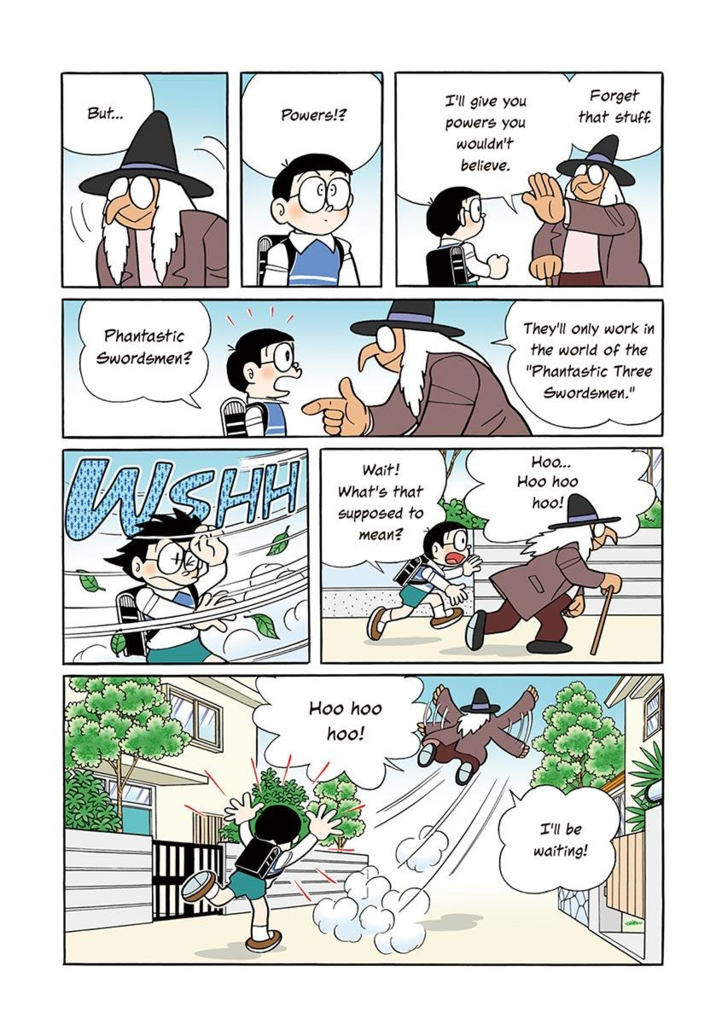 Forget
that stuff.
I'll give you
powers you
wouldn't
believe.
Powers!?
But...
They'll only work in
the world of the
"Phantastic Three
Swordsmen."
Phantastic
Swordsmen?
Hoo...
Hoo hoo
hoo!
Wait!
What's that
supposed to
mean?
WSHH
Hoo hoo
hoo!
I'll be
waiting!